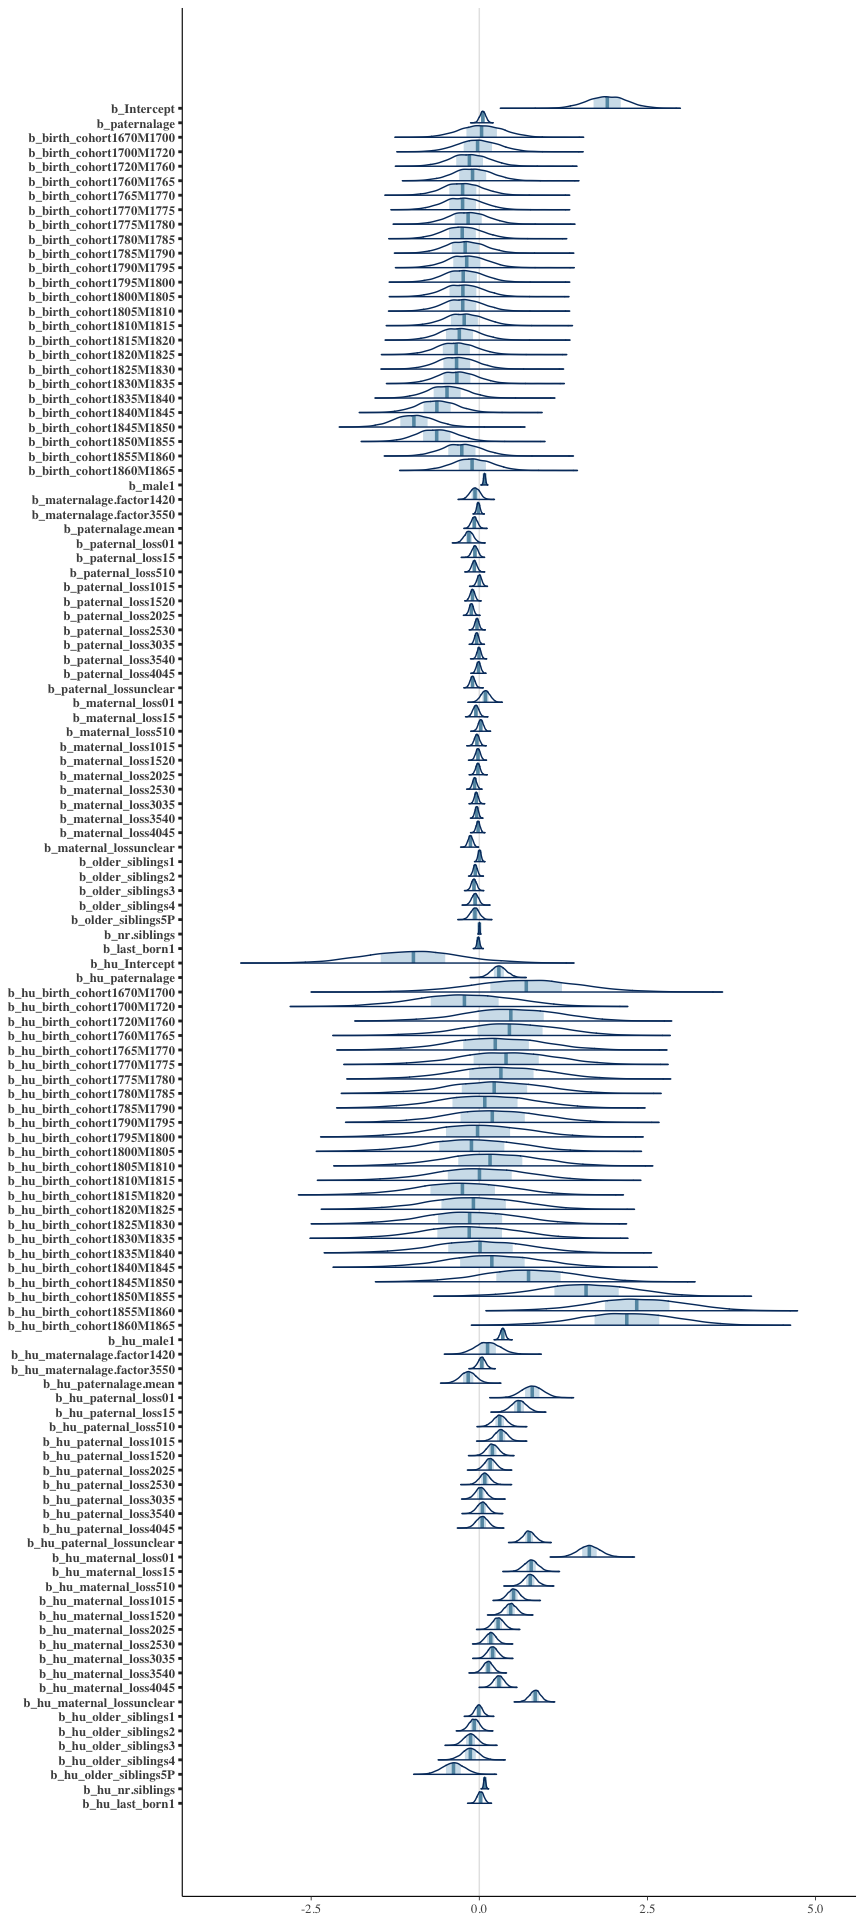 b_Intercept
b_paternalage
b_birth_cohort1670M1700
b_birth_cohort1700M1720
b_birth_cohort1720M1760
b_birth_cohort1760M1765
b_birth_cohort1765M1770
b_birth_cohort1770M1775
b_birth_cohort1775M1780
b_birth_cohort1780M1785
b_birth_cohort1785M1790
b_birth_cohort1790M1795
b_birth_cohort1795M1800
b_birth_cohort1800M1805
b_birth_cohort1805M1810
b_birth_cohort1810M1815
b_birth_cohort1815M1820
b_birth_cohort1820M1825
b_birth_cohort1825M1830
b_birth_cohort1830M1835
b_birth_cohort1835M1840
b_birth_cohort1840M1845
b_birth_cohort1845M1850
b_birth_cohort1850M1855
b_birth_cohort1855M1860
b_birth_cohort1860M1865
b_male1
b_maternalage.factor1420
b_maternalage.factor3550
b_paternalage.mean
b_paternal_loss01
b_paternal_loss15
b_paternal_loss510
b_paternal_loss1015
b_paternal_loss1520
b_paternal_loss2025
b_paternal_loss2530
b_paternal_loss3035
b_paternal_loss3540
b_paternal_loss4045
b_paternal_lossunclear
b_maternal_loss01
b_maternal_loss15
b_maternal_loss510
b_maternal_loss1015
b_maternal_loss1520
b_maternal_loss2025
b_maternal_loss2530
b_maternal_loss3035
b_maternal_loss3540
b_maternal_loss4045
b_maternal_lossunclear
b_older_siblings1
b_older_siblings2
b_older_siblings3
b_older_siblings4
b_older_siblings5P
b_nr.siblings
b_last_born1
b_hu_Intercept
b_hu_paternalage
b_hu_birth_cohort1670M1700
b_hu_birth_cohort1700M1720
b_hu_birth_cohort1720M1760
b_hu_birth_cohort1760M1765
b_hu_birth_cohort1765M1770
b_hu_birth_cohort1770M1775
b_hu_birth_cohort1775M1780
b_hu_birth_cohort1780M1785
b_hu_birth_cohort1785M1790
b_hu_birth_cohort1790M1795
b_hu_birth_cohort1795M1800
b_hu_birth_cohort1800M1805
b_hu_birth_cohort1805M1810
b_hu_birth_cohort1810M1815
b_hu_birth_cohort1815M1820
b_hu_birth_cohort1820M1825
b_hu_birth_cohort1825M1830
b_hu_birth_cohort1830M1835
b_hu_birth_cohort1835M1840
b_hu_birth_cohort1840M1845
b_hu_birth_cohort1845M1850
b_hu_birth_cohort1850M1855
b_hu_birth_cohort1855M1860
b_hu_birth_cohort1860M1865
b_hu_male1
b_hu_maternalage.factor1420
b_hu_maternalage.factor3550
b_hu_paternalage.mean
b_hu_paternal_loss01
b_hu_paternal_loss15
b_hu_paternal_loss510
b_hu_paternal_loss1015
b_hu_paternal_loss1520
b_hu_paternal_loss2025
b_hu_paternal_loss2530
b_hu_paternal_loss3035
b_hu_paternal_loss3540
b_hu_paternal_loss4045
b_hu_paternal_lossunclear
b_hu_maternal_loss01
b_hu_maternal_loss15
b_hu_maternal_loss510
b_hu_maternal_loss1015
b_hu_maternal_loss1520
b_hu_maternal_loss2025
b_hu_maternal_loss2530
b_hu_maternal_loss3035
b_hu_maternal_loss3540
b_hu_maternal_loss4045
b_hu_maternal_lossunclear
b_hu_older_siblings1
b_hu_older_siblings2
b_hu_older_siblings3
b_hu_older_siblings4
b_hu_older_siblings5P
b_hu_nr.siblings
b_hu_last_born1
-2.5 0.0 2.5 5.0